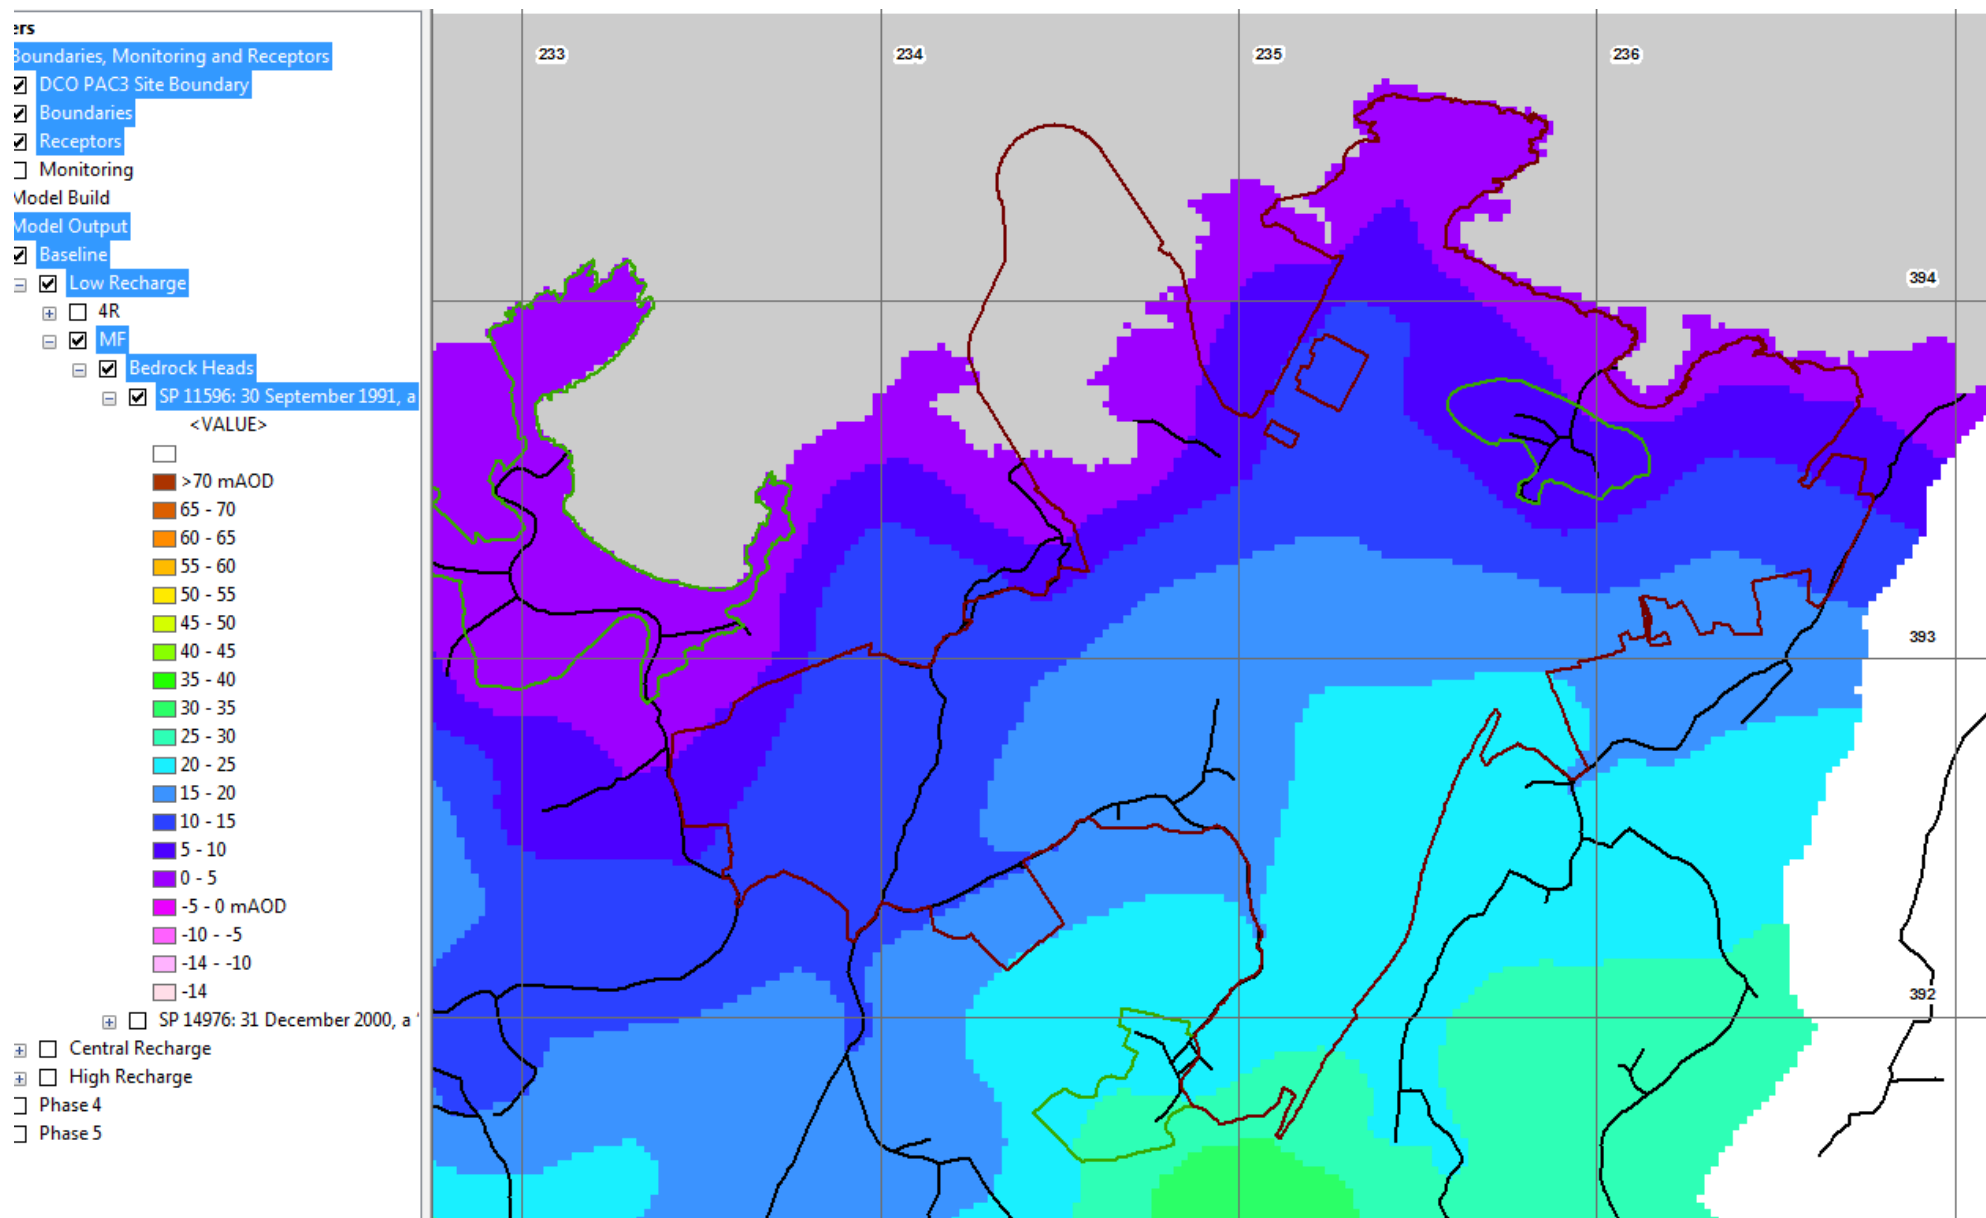 ers
Boundaries, Monitoring and Receptors
DCO PAC3 Site Boundary
Boundaries
Receptors
Monitoring
Model Build
Model Output
Baseline
Low Recharge
4R
MF
Bedrock Heads
SP 11596: 30 September 1991, a
<VALUE>
>70 mAOD
65 - 70
60 - 65
55 - 60
50 - 55
45 - 50
40 - 45
35 - 40
30 - 35
25 - 30
20 - 25
15 - 20
10 - 15
5 - 10
0 - 5
-5 - 0 mAOD
-10 - -5
-14 - -10
-14
SP 14976: 31 December 2000, a '
Central Recharge
High Recharge
Phase 4
Phase 5
233
234
235
236
394
393
392